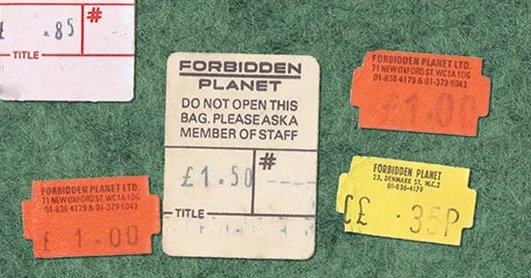 £ .85 #
TITLE
FORBIDDEN
PLANET
DO NOT OPEN THIS
BAG. PLEASE ASK A
MEMBER OF STAFF
£1.50 #
TITLE
FORBIDDEN PLANET LTD.
71 NEW OXFORD ST. WC1A 1DG
01-836 4179 & 01-379 6042
£1.00
FORBIDDEN PLANET
23, DENMARK ST, W.C.2
01-836-4179
££ .35P
FORBIDDEN PLANET LTD.
71 NEW OXFORD ST. WC1A 1DG
01-836 4179 & 01-379 6042
£ 1-00